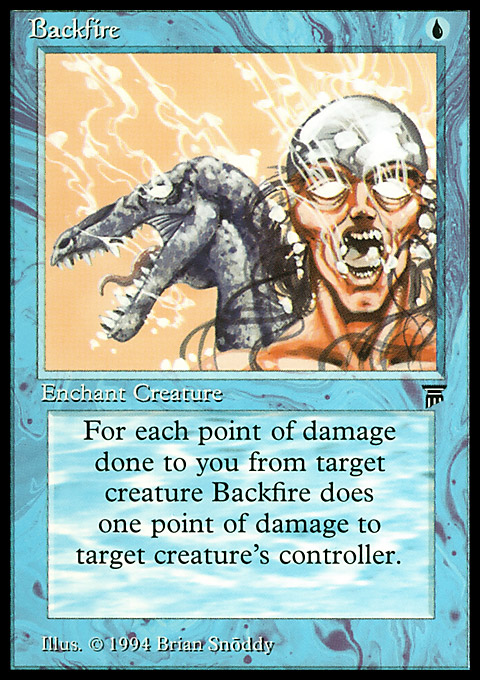 Backfire
Enchant Creature
For each point of damage
done to you from target
creature Backfire does
one point of damage to
target creature's controller.
Illus. © 1994 Brian Snōddy